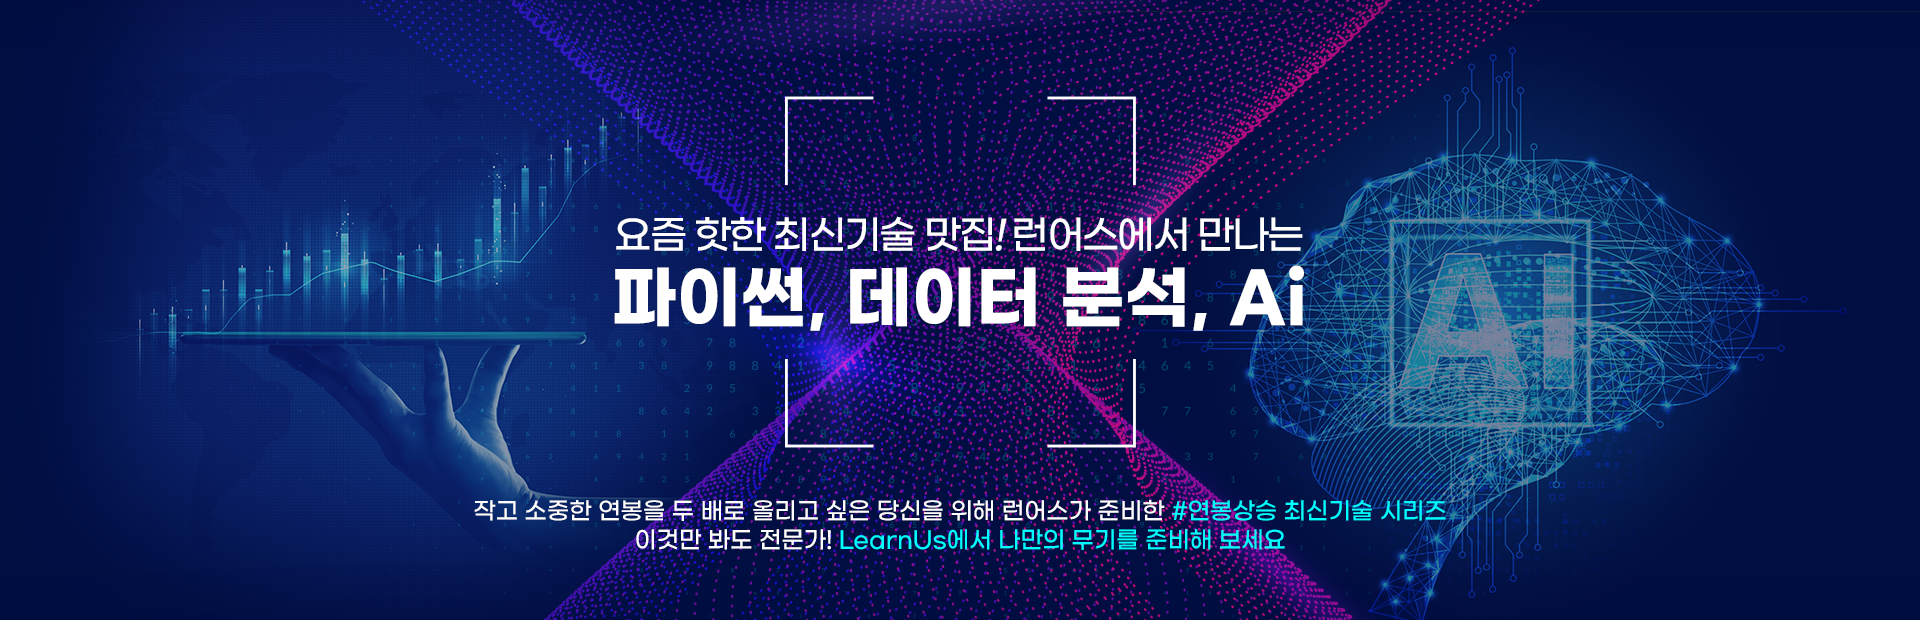 요즘 핫한 최신기술 맛집! 런어스에서 만나는
파이썬, 데이터 분석, Ai
AI
작고 소중한 연봉을 두 배로 올리고 싶은 당신을 위해 런어스가 준비한 #연봉상승 최신기술 시리즈
이것만 봐도 전문가! LearnUs에서 나만의 무기를 준비해 보세요